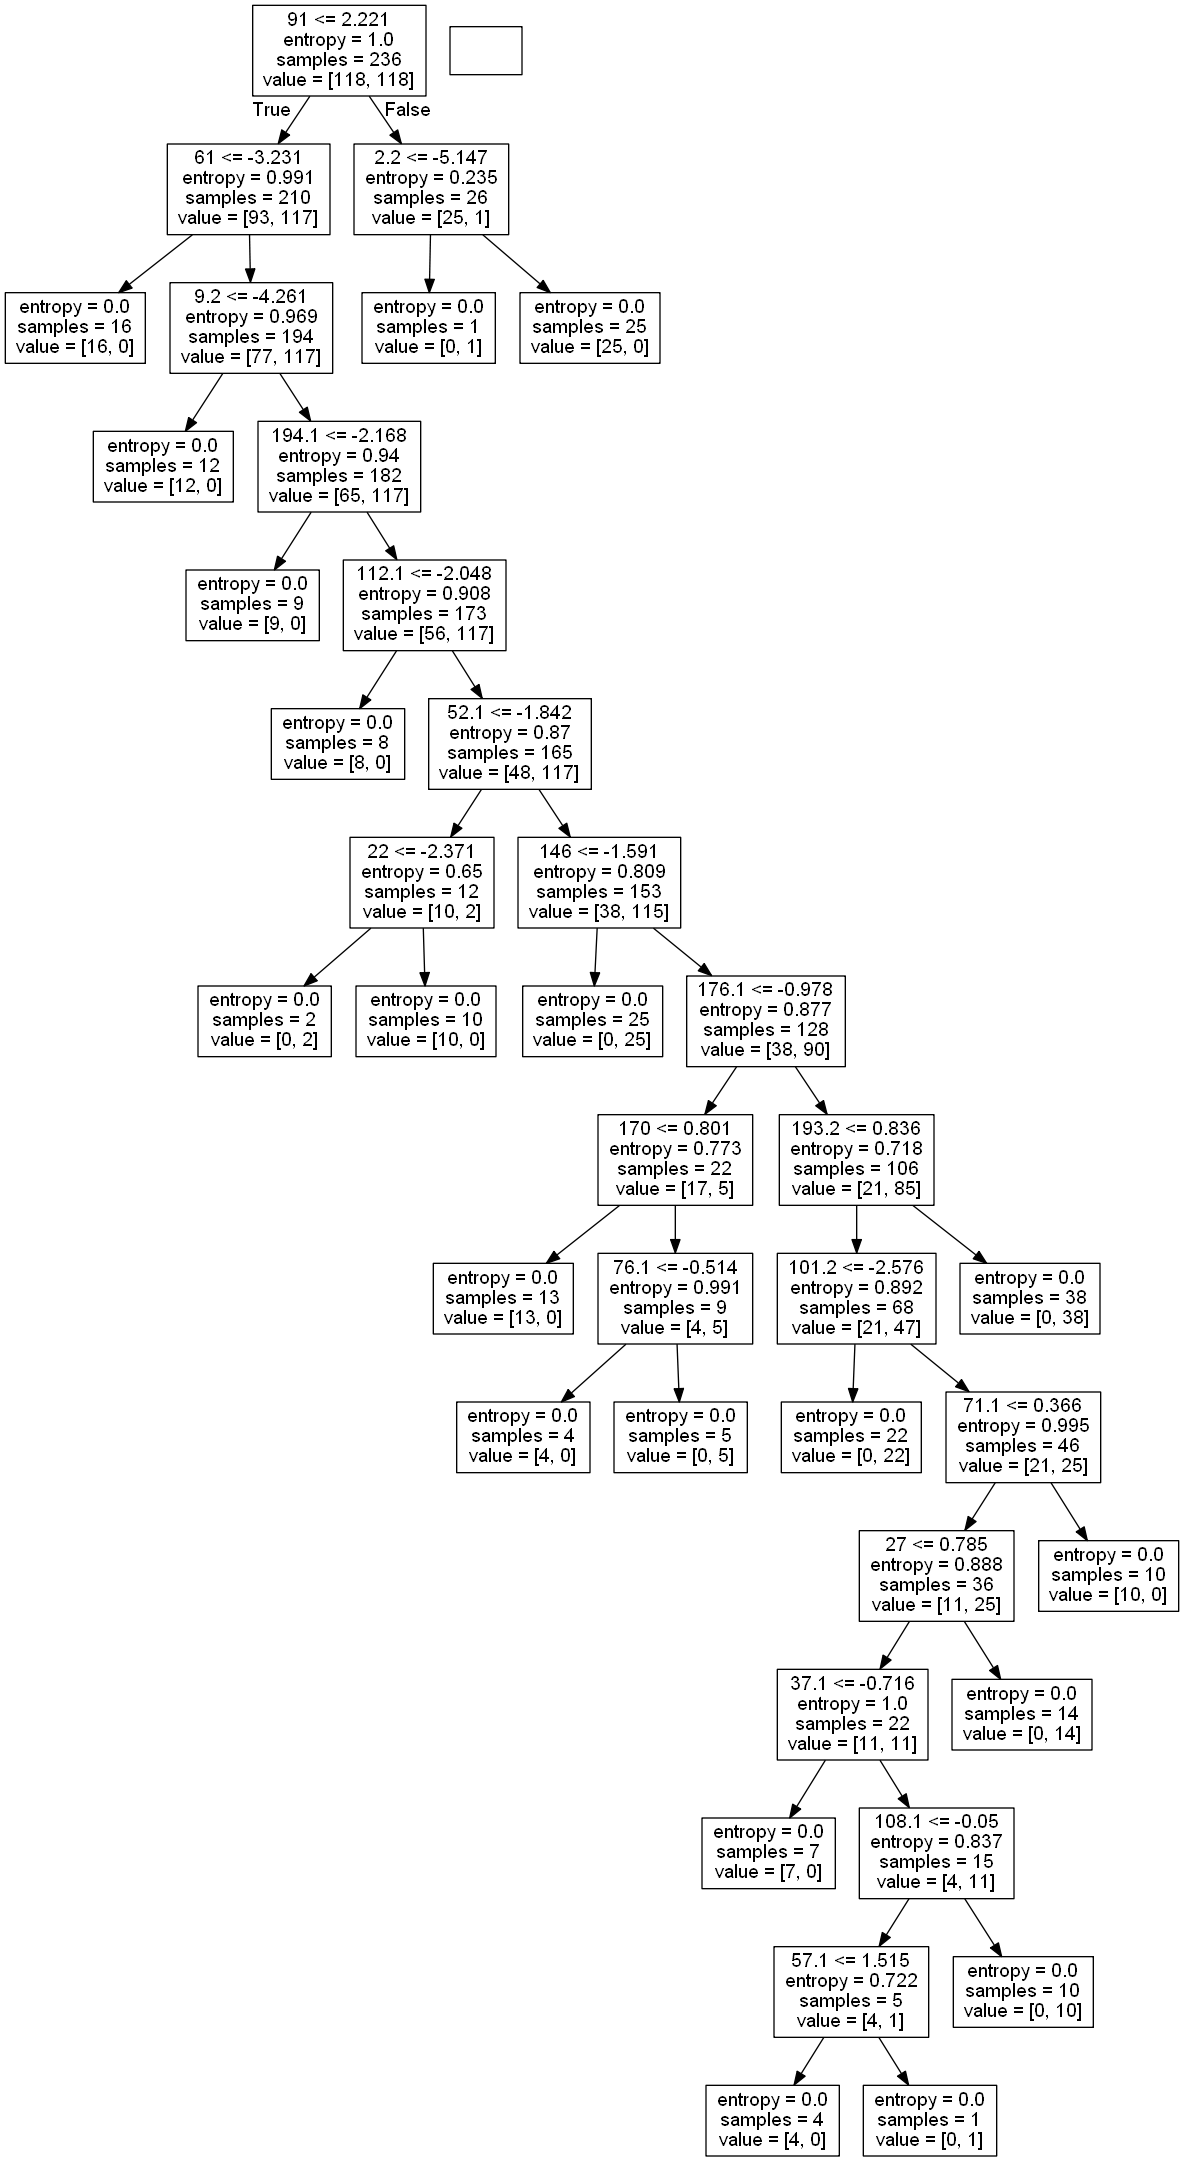 91 <= 2.221
entropy = 1.0
samples = 236
value = [118, 118]
True
False
61 <= -3.231
entropy = 0.991
samples = 210
value = [93, 117]
2.2 <= -5.147
entropy = 0.235
samples = 26
value = [25, 1]
entropy = 0.0
samples = 16
value = [16, 0]
9.2 <= -4.261
entropy = 0.969
samples = 194
value = [77, 117]
entropy = 0.0
samples = 1
value = [0, 1]
entropy = 0.0
samples = 25
value = [25, 0]
entropy = 0.0
samples = 12
value = [12, 0]
194.1 <= -2.168
entropy = 0.94
samples = 182
value = [65, 117]
entropy = 0.0
samples = 9
value = [9, 0]
112.1 <= -2.048
entropy = 0.908
samples = 173
value = [56, 117]
entropy = 0.0
samples = 8
value = [8, 0]
52.1 <= -1.842
entropy = 0.87
samples = 165
value = [48, 117]
22 <= -2.371
entropy = 0.65
samples = 12
value = [10, 2]
146 <= -1.591
entropy = 0.809
samples = 153
value = [38, 115]
entropy = 0.0
samples = 2
value = [0, 2]
entropy = 0.0
samples = 10
value = [10, 0]
entropy = 0.0
samples = 25
value = [0, 25]
176.1 <= -0.978
entropy = 0.877
samples = 128
value = [38, 90]
170 <= 0.801
entropy = 0.773
samples = 22
value = [17, 5]
193.2 <= 0.836
entropy = 0.718
samples = 106
value = [21, 85]
entropy = 0.0
samples = 13
value = [13, 0]
76.1 <= -0.514
entropy = 0.991
samples = 9
value = [4, 5]
101.2 <= -2.576
entropy = 0.892
samples = 68
value = [21, 47]
entropy = 0.0
samples = 38
value = [0, 38]
entropy = 0.0
samples = 4
value = [4, 0]
entropy = 0.0
samples = 5
value = [0, 5]
entropy = 0.0
samples = 22
value = [0, 22]
71.1 <= 0.366
entropy = 0.995
samples = 46
value = [21, 25]
27 <= 0.785
entropy = 0.888
samples = 36
value = [11, 25]
entropy = 0.0
samples = 10
value = [10, 0]
37.1 <= -0.716
entropy = 1.0
samples = 22
value = [11, 11]
entropy = 0.0
samples = 14
value = [0, 14]
entropy = 0.0
samples = 7
value = [7, 0]
108.1 <= -0.05
entropy = 0.837
samples = 15
value = [4, 11]
57.1 <= 1.515
entropy = 0.722
samples = 5
value = [4, 1]
entropy = 0.0
samples = 10
value = [0, 10]
entropy = 0.0
samples = 4
value = [4, 0]
entropy = 0.0
samples = 1
value = [0, 1]